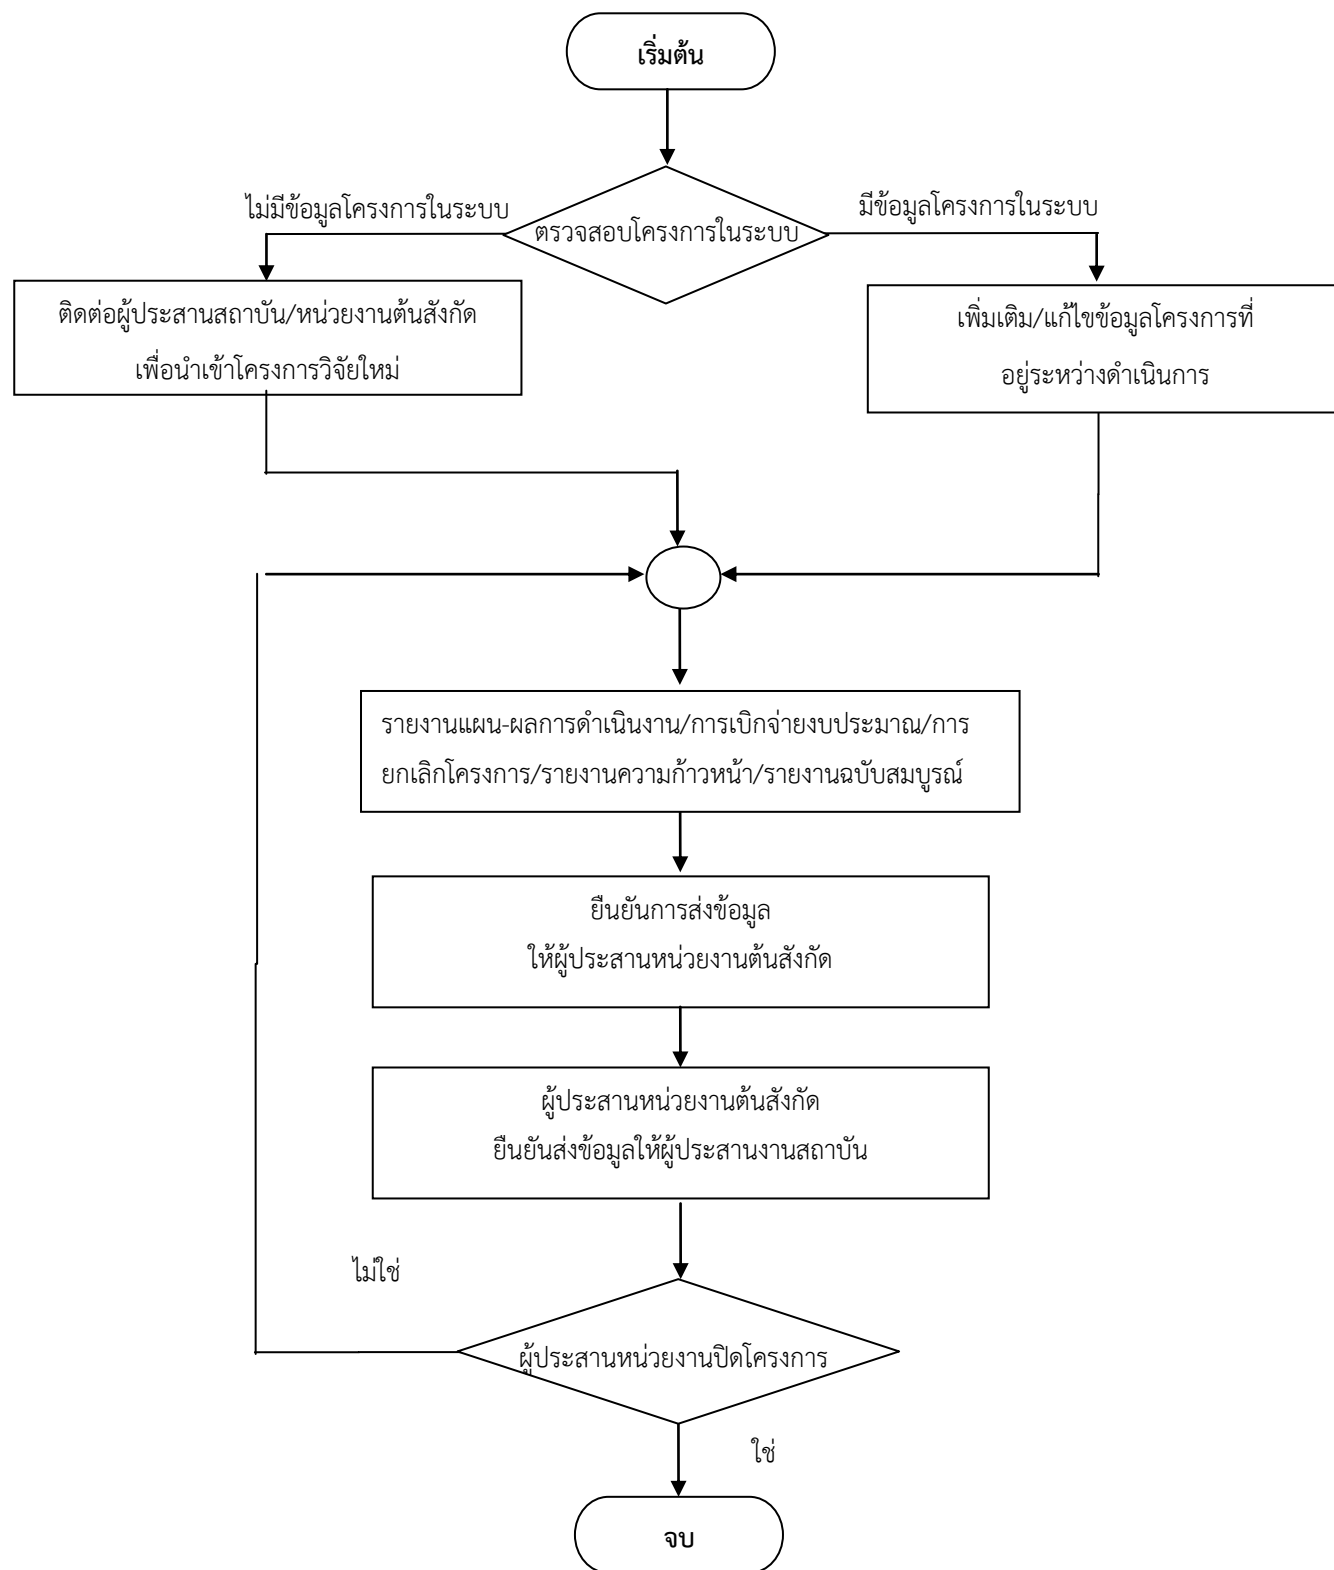 เริ่มต้น
ไม่มีข้อมูลโครงการในระบบ
มีข้อมูลโครงการในระบบ
ตรวจสอบโครงการในระบบ
ติดต่อผู้ประสานสถาบัน/หน่วยงานต้นสังกัด
เพื่อนำเข้าโครงการวิจัยใหม่
เพิ่มเติม/แก้ไขข้อมูลโครงการที่
อยู่ระหว่างดำเนินการ
รายงานแผน-ผลการดำเนินงาน/การเบิกจ่ายงบประมาณ/การ
ยกเลิกโครงการ/รายงานความก้าวหน้า/รายงานฉบับสมบูรณ์
ยืนยันการส่งข้อมูล
ให้ผู้ประสานหน่วยงานต้นสังกัด
ผู้ประสานหน่วยงานต้นสังกัด
ยืนยันส่งข้อมูลให้ผู้ประสานงานสถาบัน
ไม่ใช่
ผู้ประสานหน่วยงานปิดโครงการ
ใช่
จบ